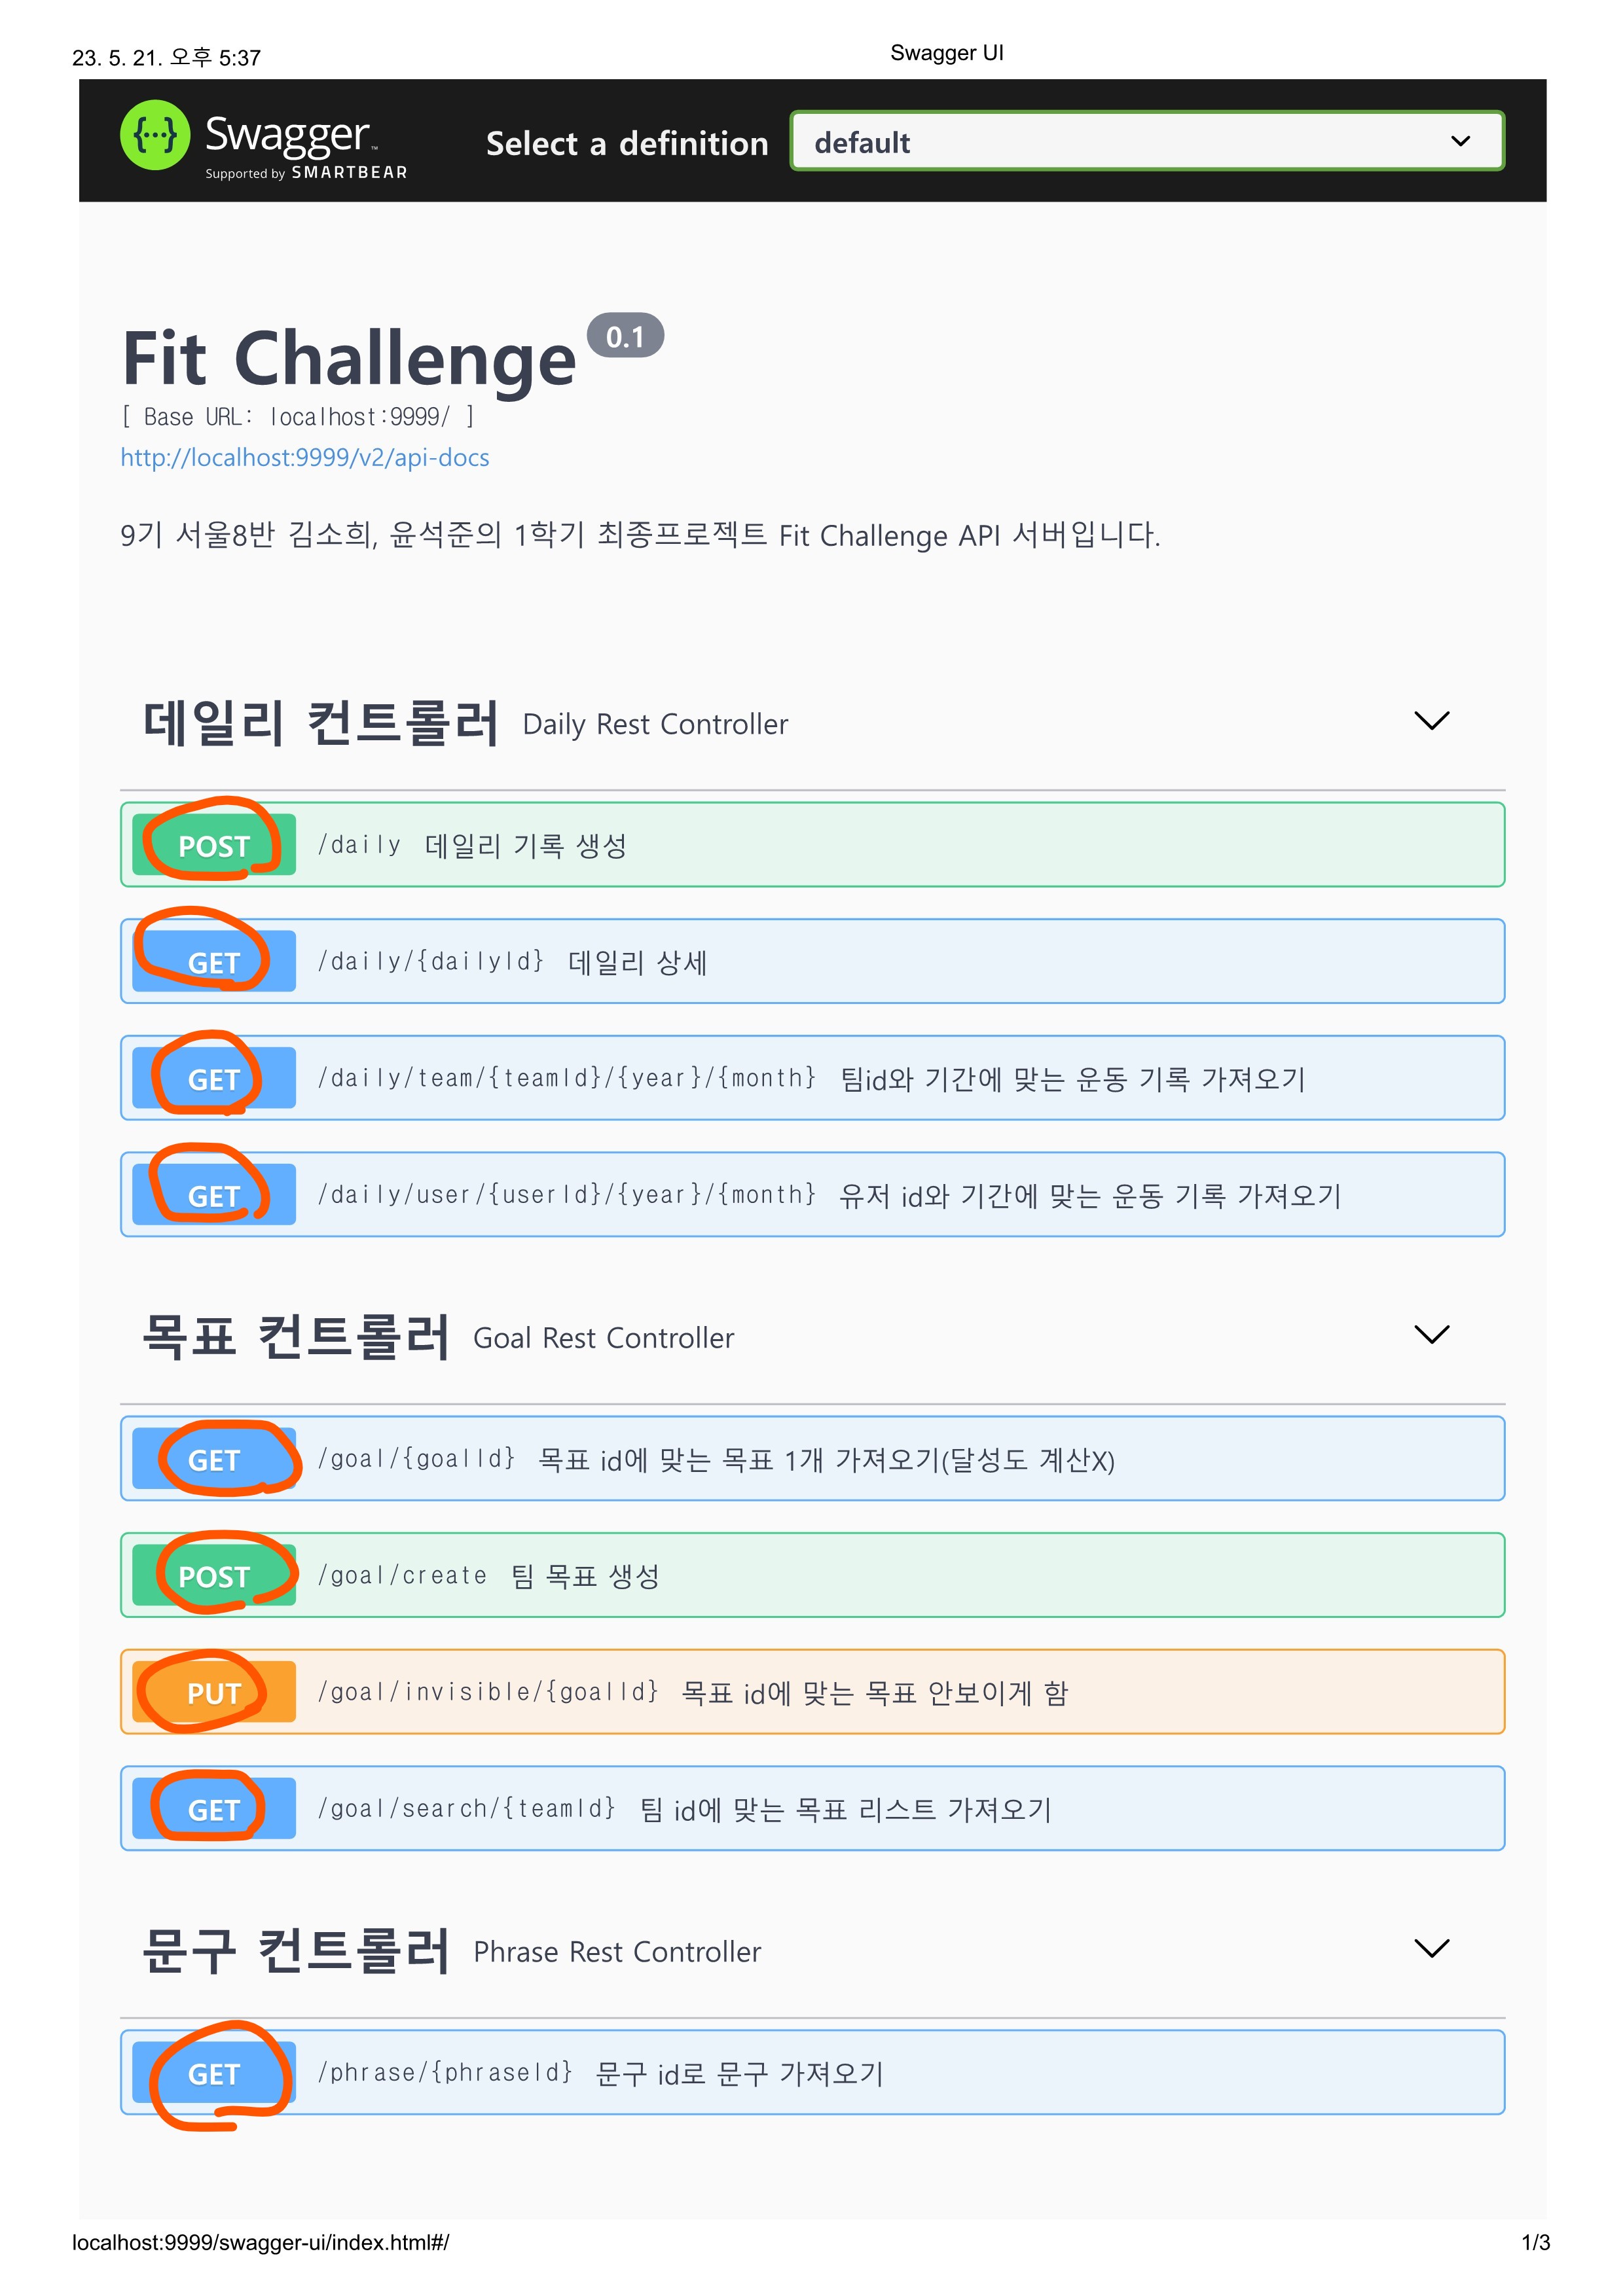 23. 5. 21. 오후 5:37
Swagger UI
{···} Swagger™
Supported by SMARTBEAR
Select a definition
default
Fit Challenge 0.1
[ Base URL: localhost:9999/ ]
http://localhost:9999/v2/api-docs
9기 서울8반 김소희, 윤석준의 1학기 최종프로젝트 Fit Challenge API 서버입니다.
데일리 컨트롤러 Daily Rest Controller
POST /daily 데일리 기록 생성
GET /daily/{dailyId} 데일리 상세
GET /daily/team/{teamId}/{year}/{month} 팀id와 기간에 맞는 운동 기록 가져오기
GET /daily/user/{userId}/{year}/{month} 유저 id와 기간에 맞는 운동 기록 가져오기
목표 컨트롤러 Goal Rest Controller
GET /goal/{goalId} 목표 id에 맞는 목표 1개 가져오기(달성도 계산X)
POST /goal/create 팀 목표 생성
PUT /goal/invisible/{goalId} 목표 id에 맞는 목표 안보이게 함
GET /goal/search/{teamId} 팀 id에 맞는 목표 리스트 가져오기
문구 컨트롤러 Phrase Rest Controller
GET /phrase/{phraseId} 문구 id로 문구 가져오기
localhost:9999/swagger-ui/index.html#/
1/3